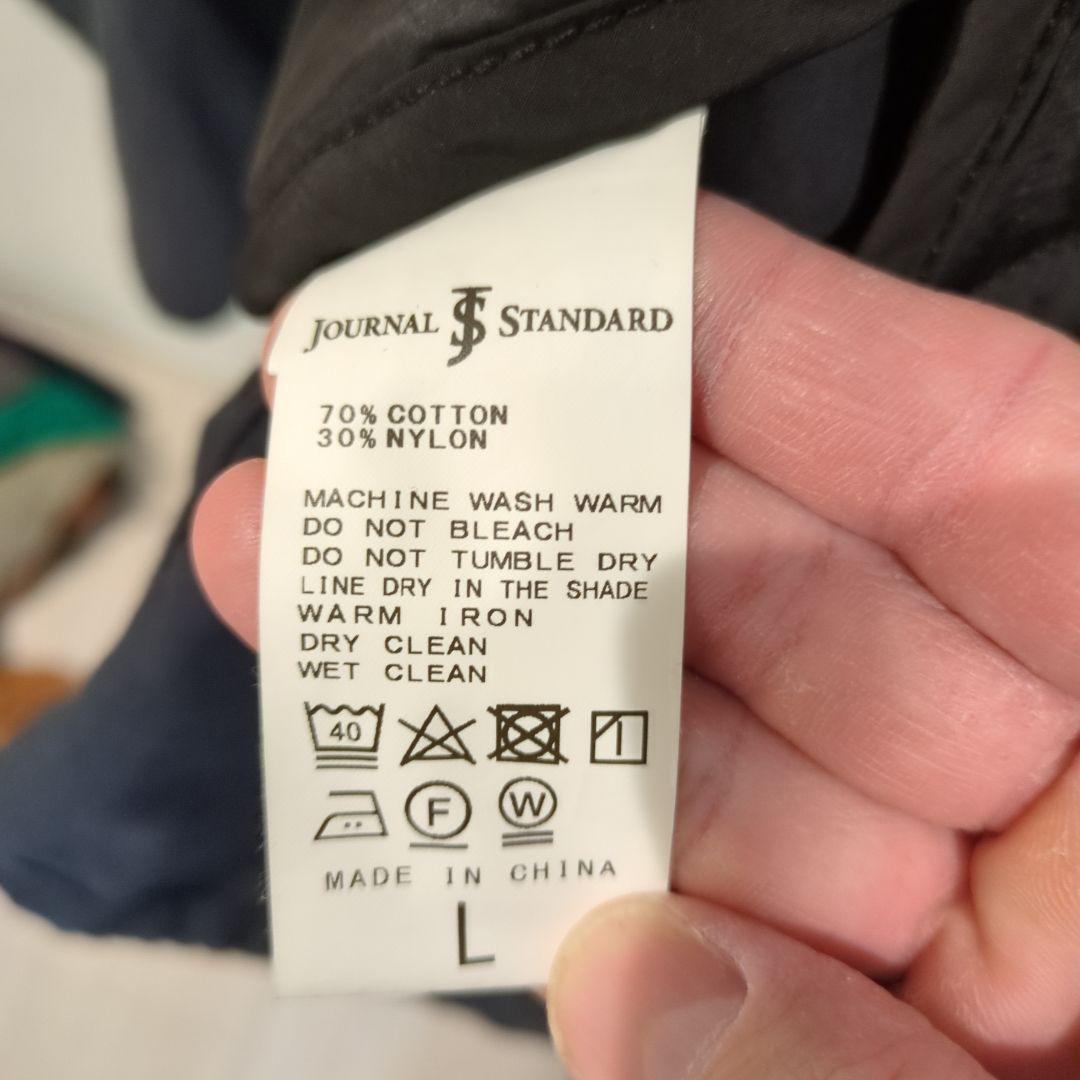 JOURNAL JS STANDARD
70% COTTON
30% NYLON
MACHINE WASH WARM
DO NOT BLEACH
DO NOT TUMBLE DRY
LINE DRY IN THE SHADE
WARM IRON
DRY CLEAN
WET CLEAN
40
F W
MADE IN CHINA
L